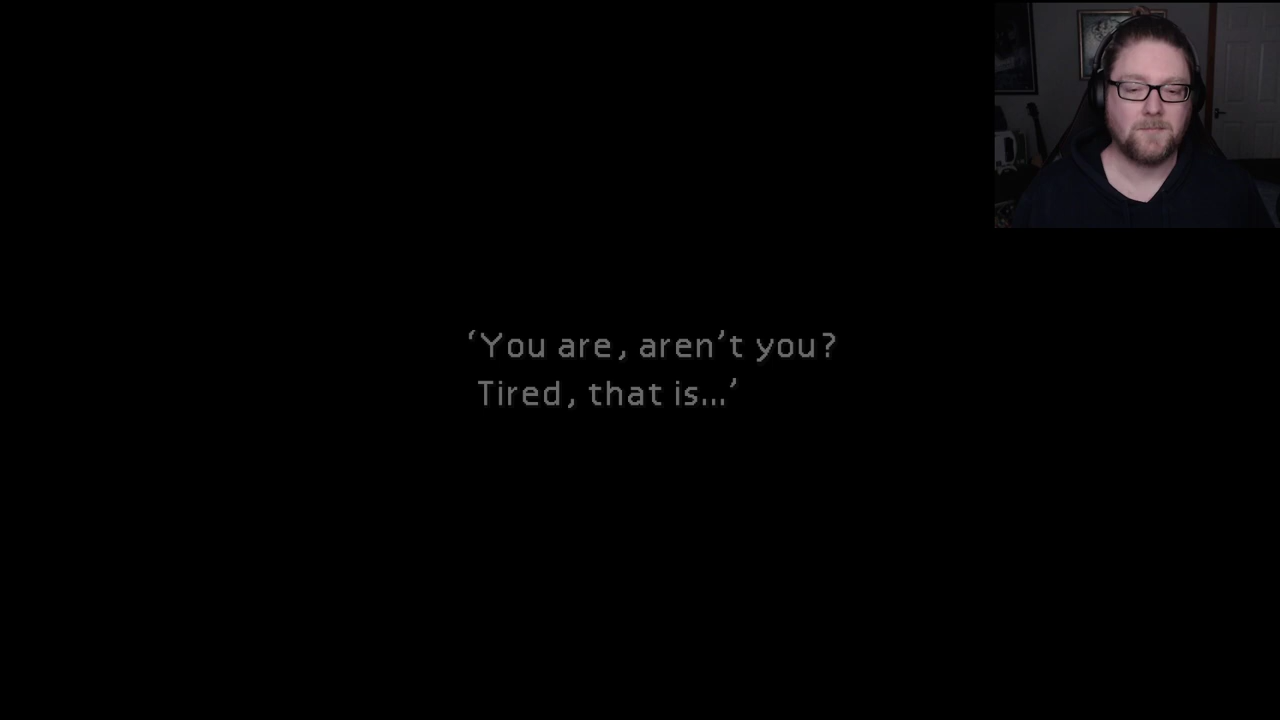 ‘You are, aren’t you?
Tired, that is...’